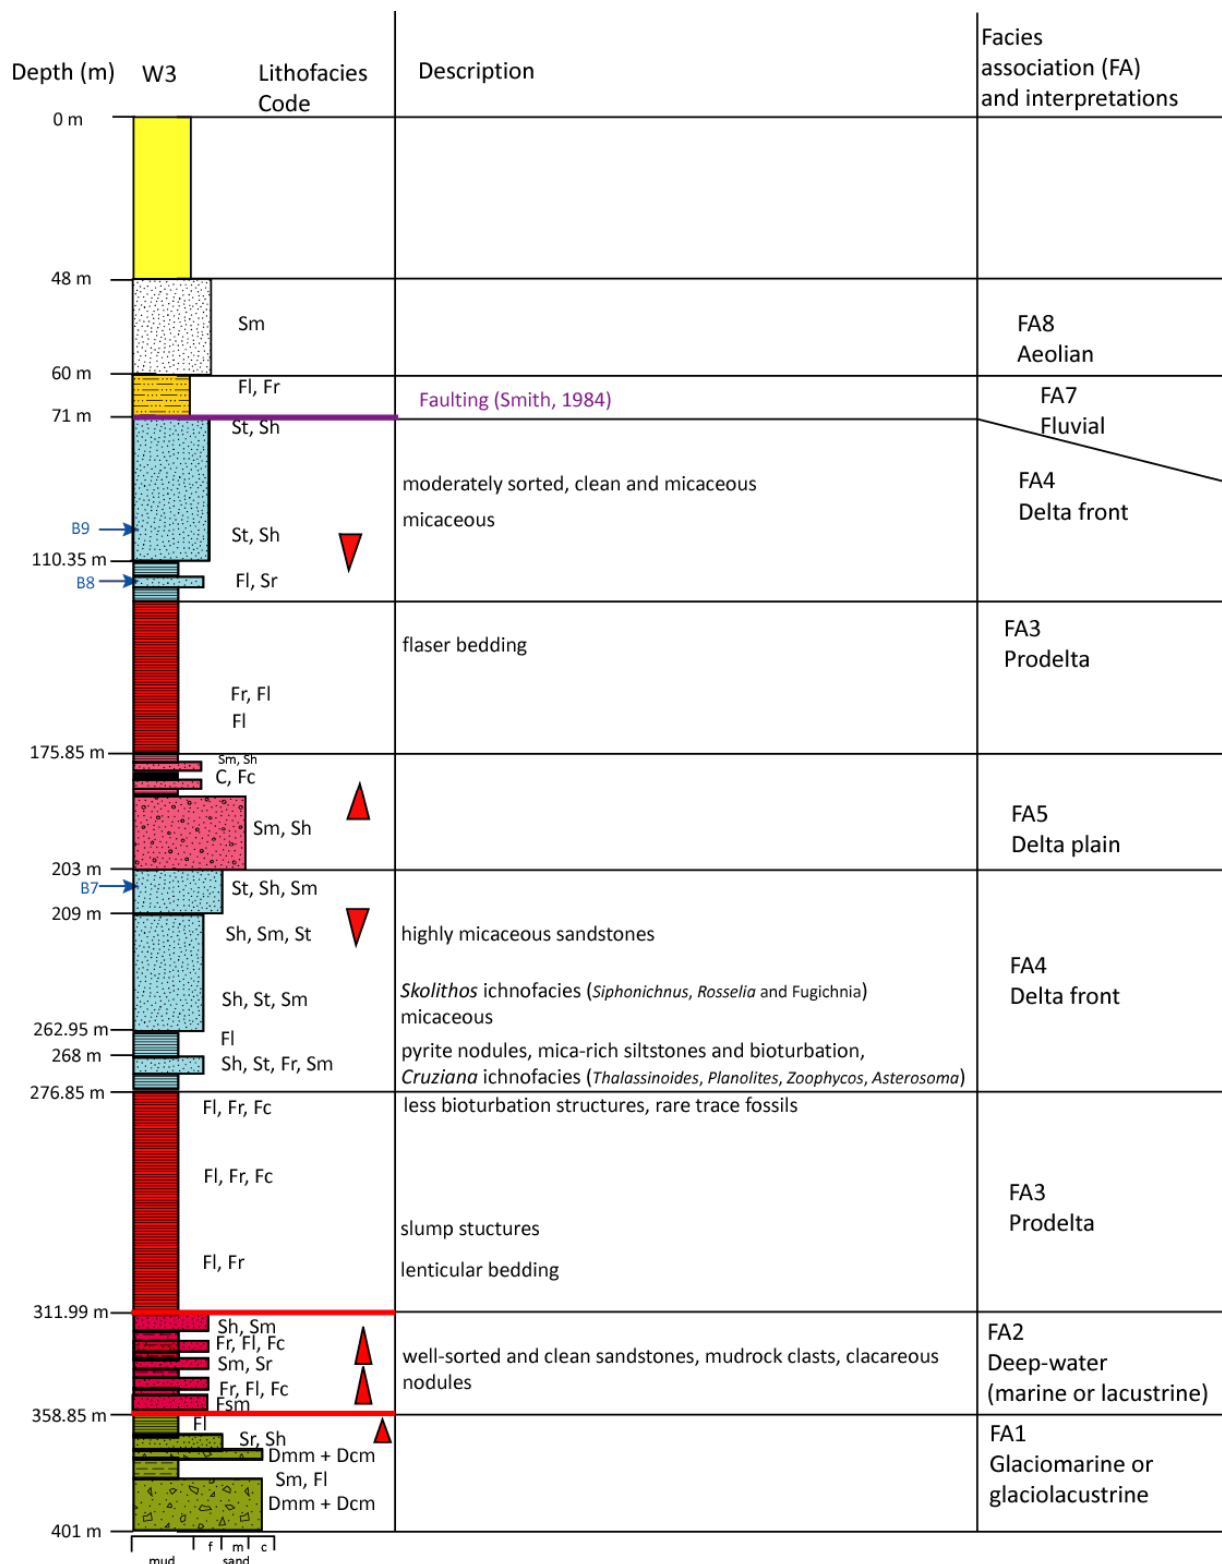 Facies
association (FA)
and interpretations
Depth (m) W3 Lithofacies Code Description
0 m
48 m
Sm
FA8
Aeolian
60 m
Fl, Fr
Faulting (Smith, 1984)
FA7
Fluvial
71 m
St, Sh
moderately sorted, clean and micaceous
FA4
Delta front
micaceous
B9
St, Sh
110.35 m
B8
Fl, Sr
FA3
Prodelta
flaser bedding
Fr, Fl
Fl
175.85 m
Sm, Sh
C, Fc
FA5
Delta plain
Sm, Sh
203 m
B7
St, Sh, Sm
209 m
Sh, Sm, St
highly micaceous sandstones
FA4
Delta front
Skolithos ichnofacies (Siphonichnus, Rosselia and Fugichnia)
Sh, St, Sm
micaceous
262.95 m
Fl
268 m
pyrite nodules, mica-rich siltstones and bioturbation,
Sh, St, Fr, Sm
Cruziana ichnofacies (Thalassinoides, Planolites, Zoophycos, Asterosoma)
276.85 m
Fl, Fr, Fc
less bioturbation structures, rare trace fossils
Fl, Fr, Fc
FA3
Prodelta
slump stuctures
Fl, Fr
lenticular bedding
311.99 m
Sh, Sm
Fr, Fl, Fc
Sm, Sr
Fr, Fl, Fc
Fsm
well-sorted and clean sandstones, mudrock clasts, clacareous
nodules
FA2
Deep-water
(marine or lacustrine)
358.85 m
Fl
Sr, Sh
Dmm + Dcm
Sm, Fl
Dmm + Dcm
FA1
Glaciomarine or
glaciolacustrine
401 m
f m c
mud sand